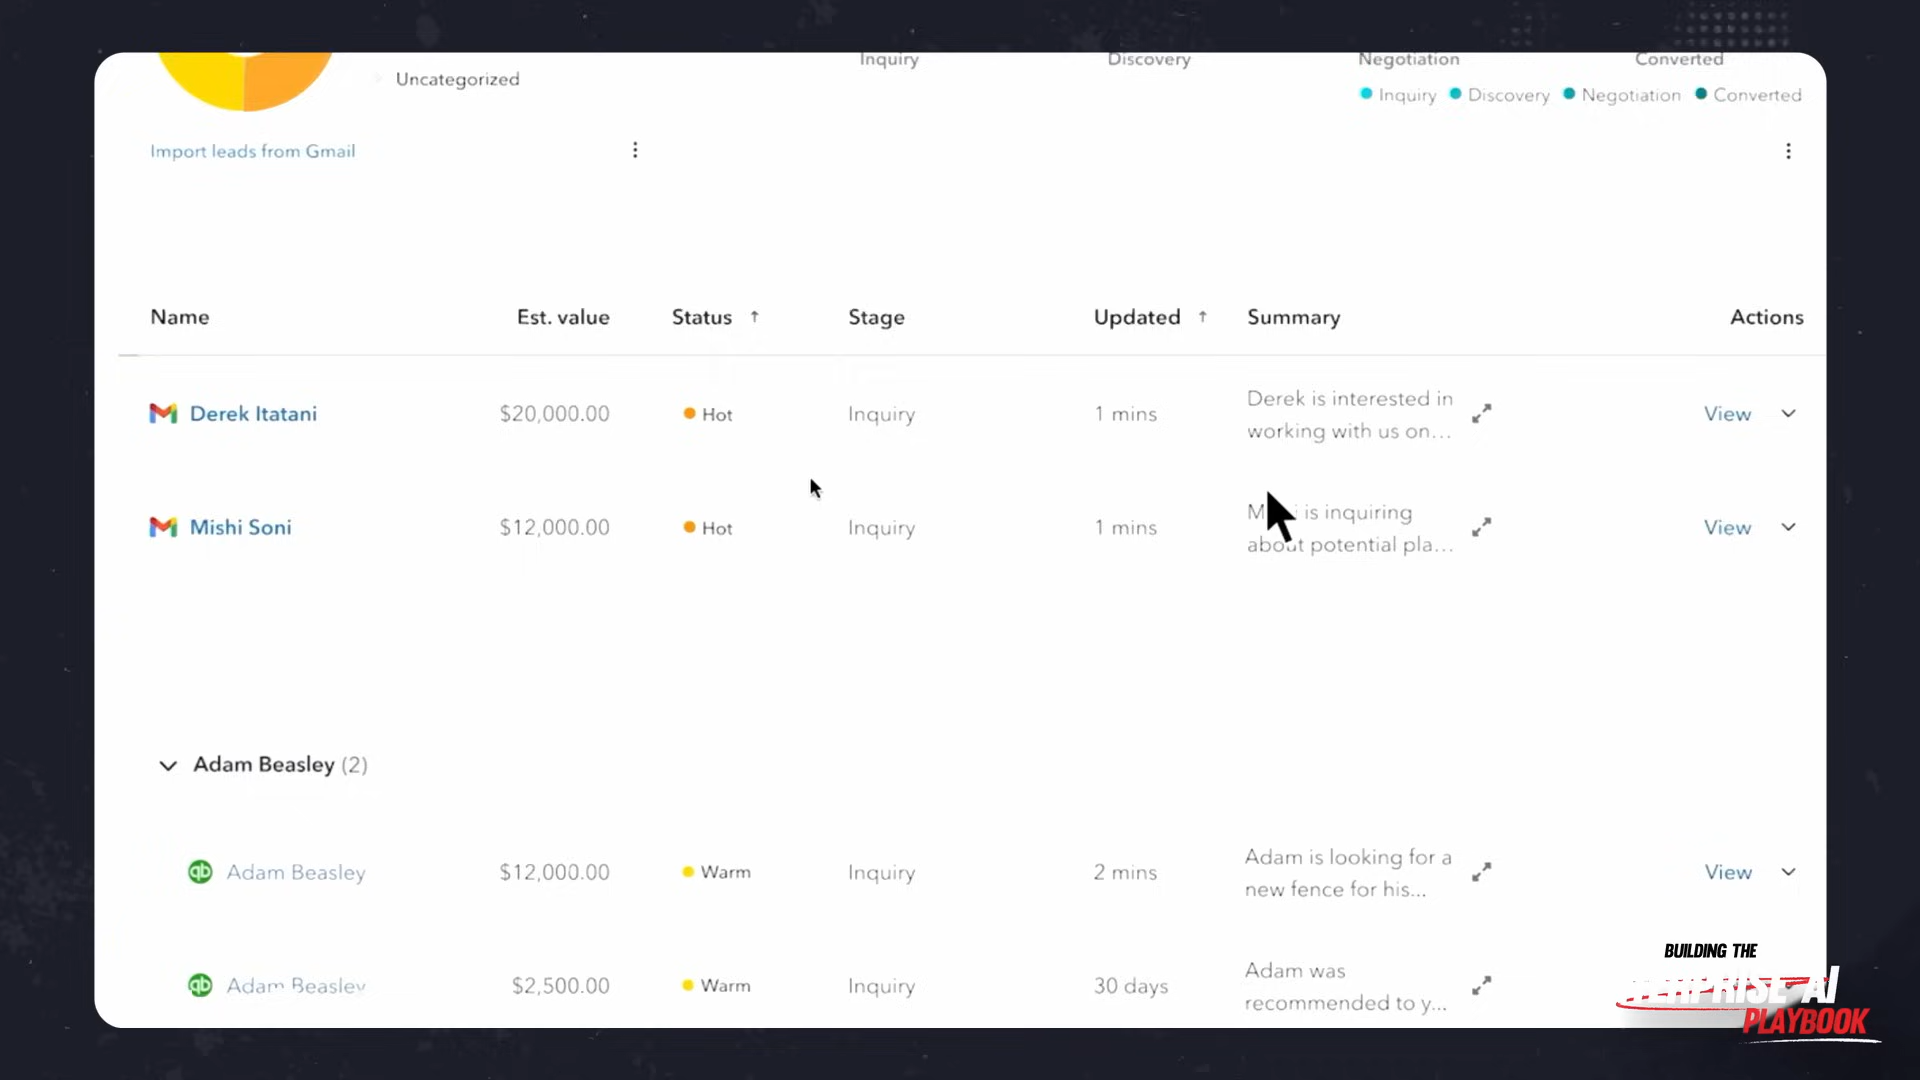 Inquiry Discovery Negotiation Converted
Uncategorized
Inquiry Discovery Negotiation Converted
Import leads from Gmail
Name Est. value Status ↑ Stage Updated ↑ Summary Actions
Derek Itatani $20,000.00 Hot Inquiry 1 mins Derek is interested in working with us on... View
Mishi Soni $12,000.00 Hot Inquiry 1 mins is inquiring about potential pla... View
Adam Beasley (2)
Adam Beasley $12,000.00 Warm Inquiry 2 mins Adam is looking for a new fence for his... View
Adam Beasley $2,500.00 Warm Inquiry 30 days Adam was recommended to y...
BUILDING THE
AI
PLAYBOOK